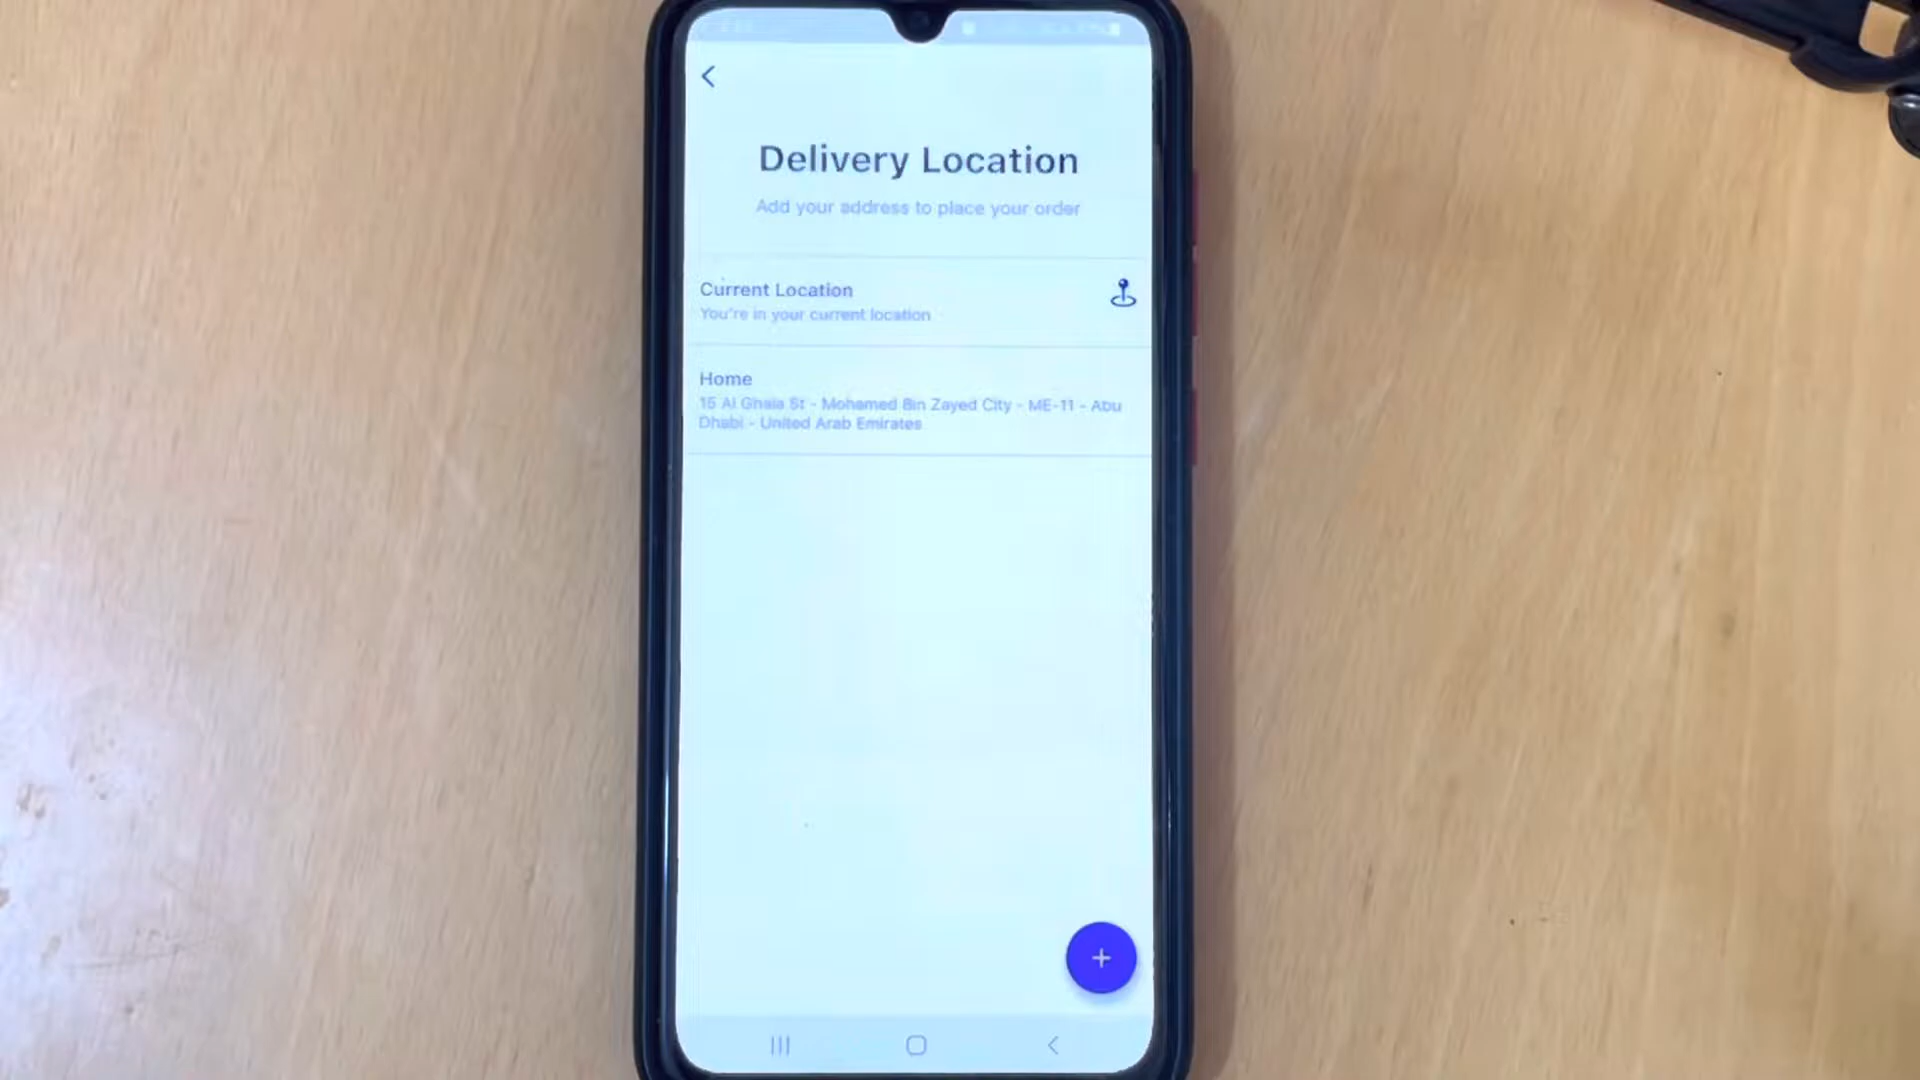 Delivery Location
Add your address to place your order
Current Location
You're in your current location
Home
15 Al Ghala St - Mohamed Bin Zayed City - ME-11 - Abu
Dhabi - United Arab Emirates